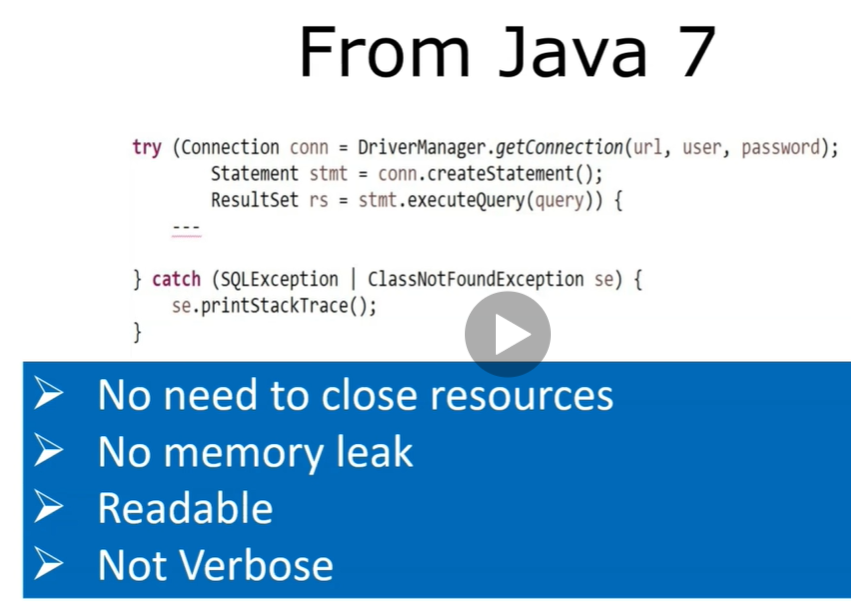 From Java 7
try (Connection conn = DriverManager.getConnection(url, user, password);
Statement stmt = conn.createStatement();
ResultSet rs = stmt.executeQuery(query)) {
---
} catch (SQLException | ClassNotFoundException se) {
se.printStackTrace();
}
➢ No need to close resources
➢ No memory leak
➢ Readable
➢ Not Verbose